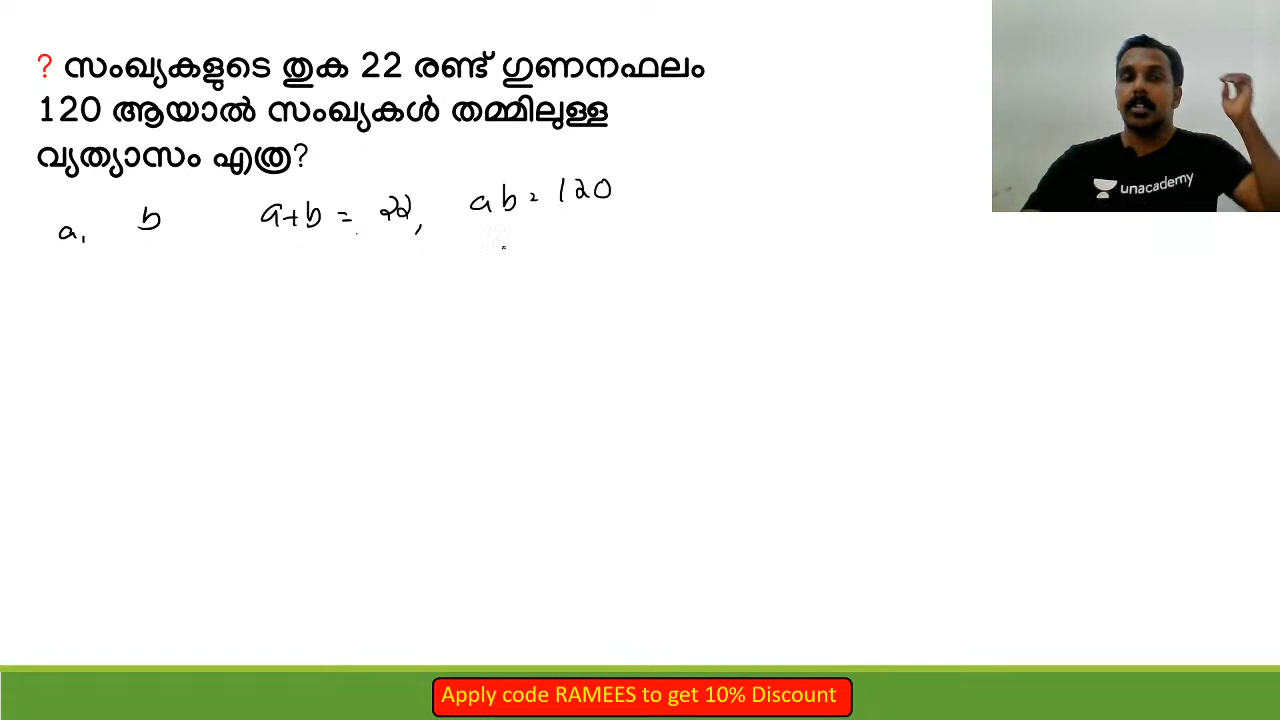 ? സംഖ്യകളുടെ തുക 22 രണ്ട് ഗുണനഫലം
120 ആയാൽ സംഖ്യകൾ തമ്മിലുള്ള
വ്യത്യാസം എത്ര?
a, b a+b = 22, ab = 120
unacademy
Apply code RAMEES to get 10% Discount